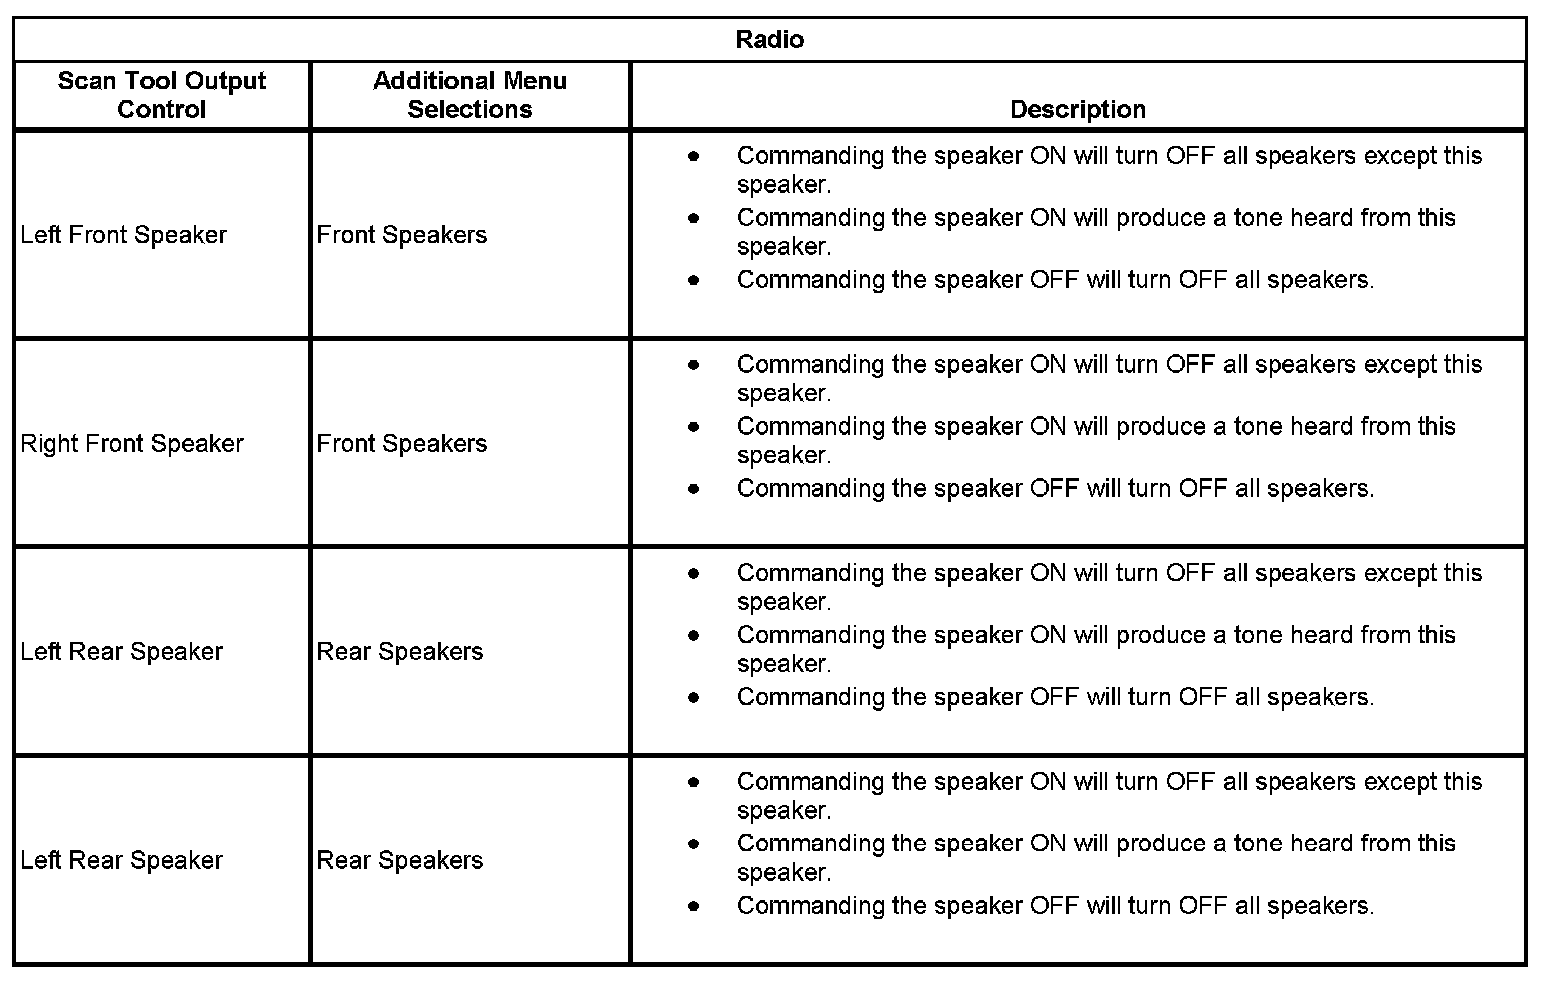 Radio
Scan Tool Output
Control
Additional Menu
Selections
Description
Left Front Speaker
Front Speakers
• Commanding the speaker ON will turn OFF all speakers except this
speaker.
• Commanding the speaker ON will produce a tone heard from this
speaker.
• Commanding the speaker OFF will turn OFF all speakers.
Right Front Speaker
Front Speakers
• Commanding the speaker ON will turn OFF all speakers except this
speaker.
• Commanding the speaker ON will produce a tone heard from this
speaker.
• Commanding the speaker OFF will turn OFF all speakers.
Left Rear Speaker
Rear Speakers
• Commanding the speaker ON will turn OFF all speakers except this
speaker.
• Commanding the speaker ON will produce a tone heard from this
speaker.
• Commanding the speaker OFF will turn OFF all speakers.
Left Rear Speaker
Rear Speakers
• Commanding the speaker ON will turn OFF all speakers except this
speaker.
• Commanding the speaker ON will produce a tone heard from this
speaker.
• Commanding the speaker OFF will turn OFF all speakers.